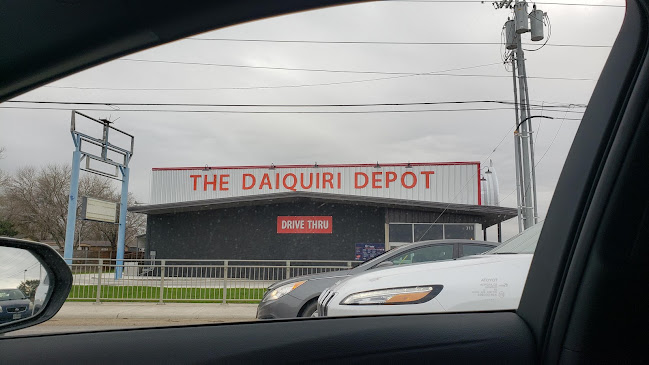 THE DAIQUIRI DEPOT
DRIVE THRU